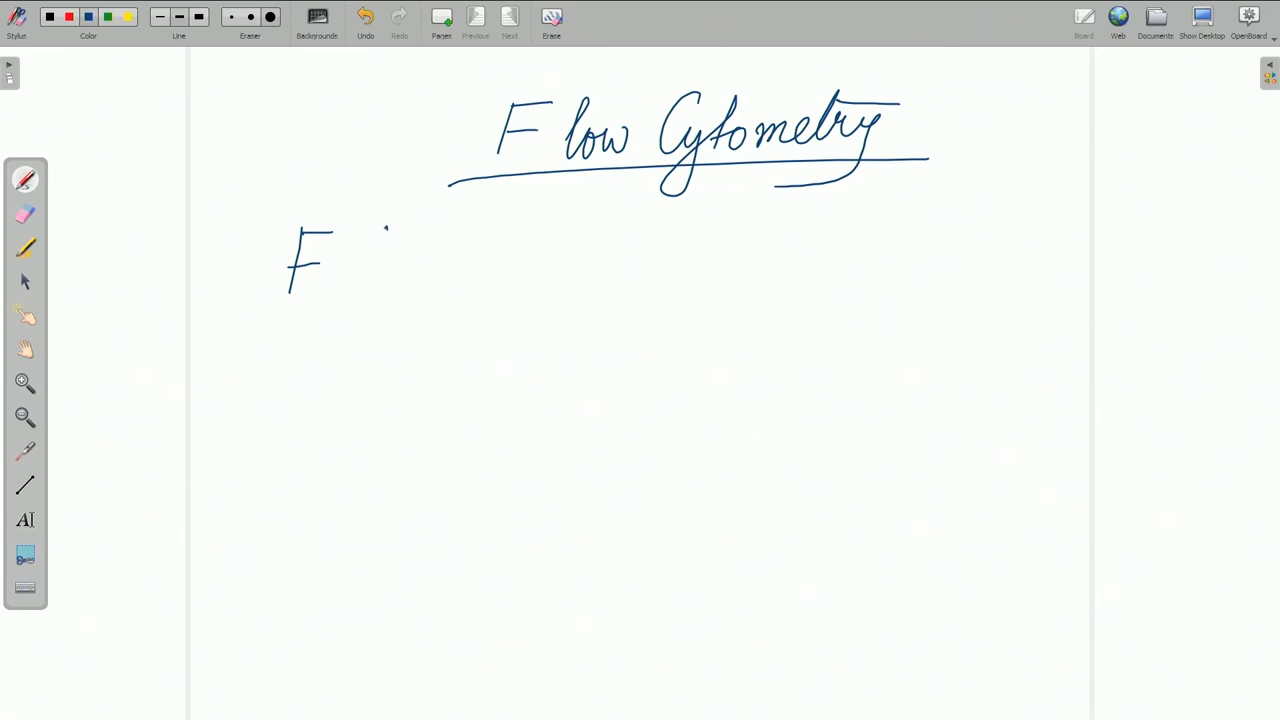 Stylus Color Line Eraser Backgrounds Undo Redo Pages Previous Next Erase Board Web Documents Show Desktop OpenBoard
Flow Cytometry
F